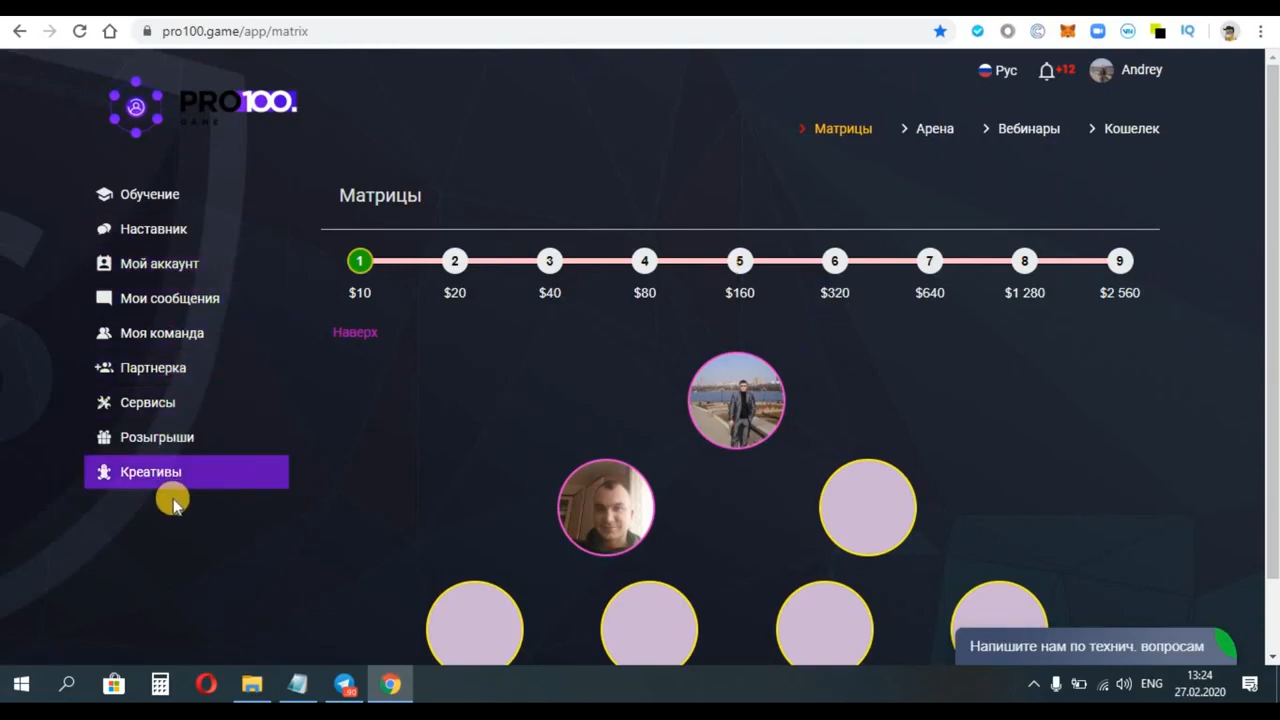 pro100.game/app/matrix
IQ
Рус
+12
Andrey
PRO100.
GAME
Матрицы
Арена
Вебинары
Кошелек
Обучение
Наставник
Мой аккаунт
Мои сообщения
Моя команда
Партнерка
Сервисы
Розыгрыши
Креативы
Матрицы
1 2 3 4 5 6 7 8 9
$10 $20 $40 $80 $160 $320 $640 $1 280 $2 560
Наверх
Напишите нам по технич. вопросам
90
ENG
13:24
27.02.2020